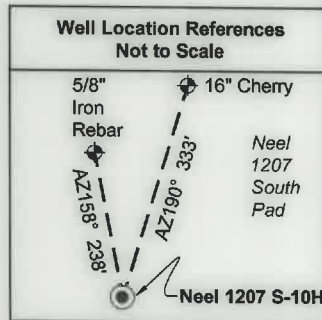 Well Location References
Not to Scale
5/8"
Iron
Rebar
16" Cherry
AZ158° 238'
AZ190° 333'
Neel
1207
South
Pad
Neel 1207 S-10H